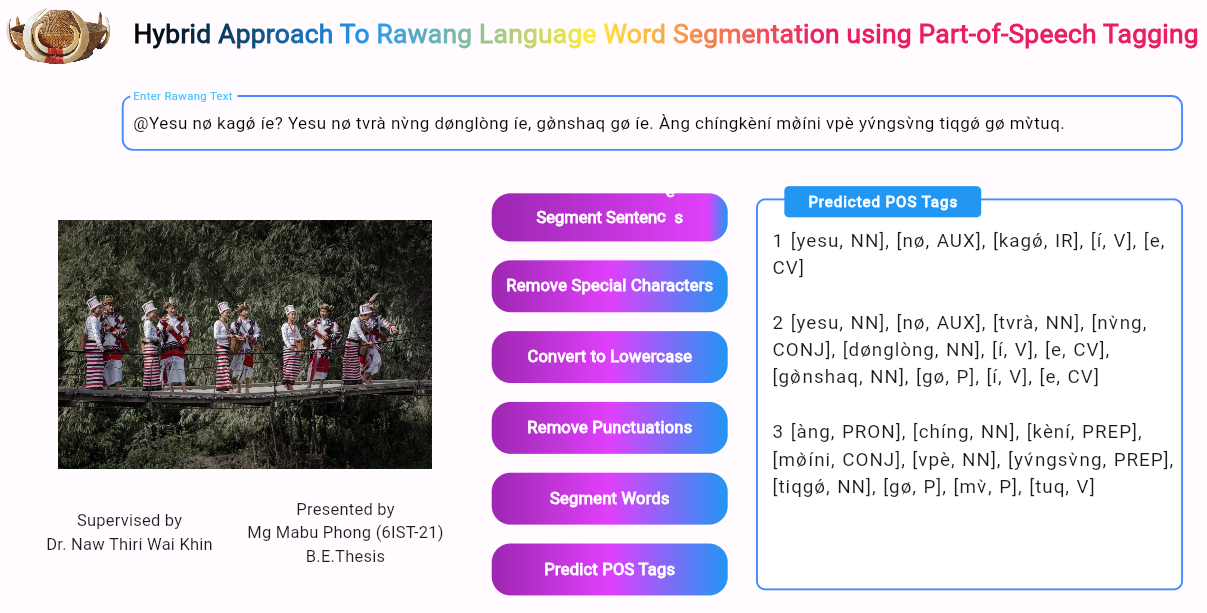 Hybrid Approach To Rawang Language Word Segmentation using Part-of-Speech Tagging
Enter Rawang Text
@Yesu nø kagǿ íe? Yesu nø tvrà nv̀ng dønglòng íe, gø̀nshaq gø íe. Àng chíngkèní mø̀íni vpè yv́ngsv̀ng tiqgǿ gø mv̀tuq.
Segment Sentences
Remove Special Characters
Convert to Lowercase
Remove Punctuations
Segment Words
Predict POS Tags
Predicted POS Tags
1 [yesu, NN], [nø, AUX], [kagǿ, IR], [í, V], [e,
CV]
2 [yesu, NN], [nø, AUX], [tvrà, NN], [nv̀ng,
CONJ], [dønglòng, NN], [í, V], [e, CV],
[gø̀nshaq, NN], [gø, P], [í, V], [e, CV]
3 [àng, PRON], [chíng, NN], [kèní, PREP],
[mø̀íni, CONJ], [vpè, NN], [yv́ngsv̀ng, PREP],
[tiqgǿ, NN], [gø, P], [mv̀, P], [tuq, V]
Supervised by
Dr. Naw Thiri Wai Khin
Presented by
Mg Mabu Phong (6IST-21)
B.E.Thesis